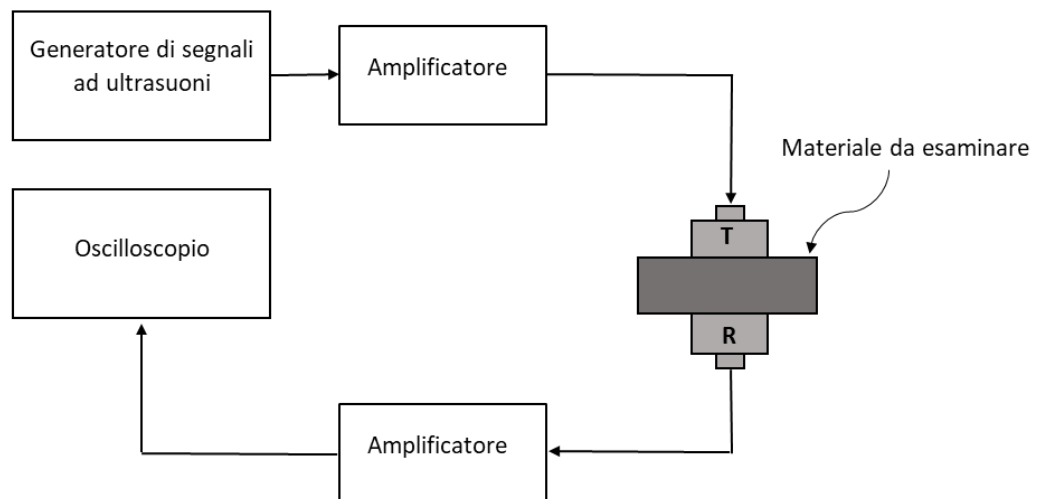 Generatore di segnali
ad ultrasuoni
Amplificatore
Materiale da esaminare
Oscilloscopio
T
R
Amplificatore